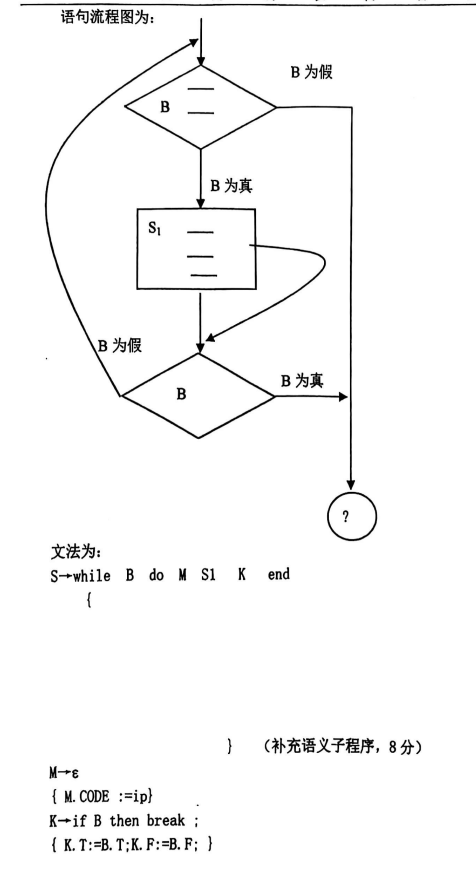 语句流程图为:
B 为假
B
B 为真
S₁
B 为假
B 为真
B
?
文法为:
S→while B do M S1 K end
{
} (补充语义子程序, 8分)
M→ε
{ M.CODE :=ip}
K→if B then break ;
{ K.T:=B.T;K.F:=B.F; }